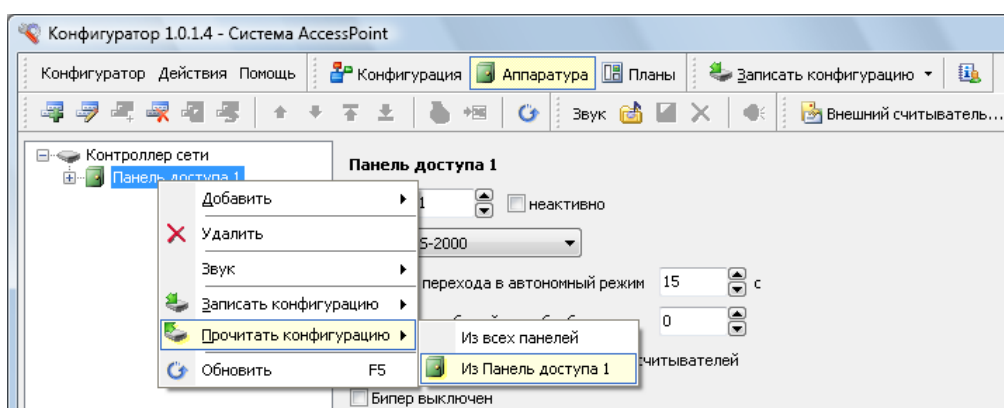 Конфигуратор 1.0.1.4 - Система AccessPoint
Конфигуратор Действия Помощь Конфигурация Аппаратура Планы Записать конфигурацию
Звук Внешний считыватель...
Контроллер сети
Панель доступа 1
Панель доступа 1
1 неактивно
Добавить
Удалить
S-2000
Звук
перехода в автономный режим 15 с
Записать конфигурацию
0
Прочитать конфигурацию
Из всех панелей
Обновить F5
Из Панель доступа 1
считывателей
Бипер выключен